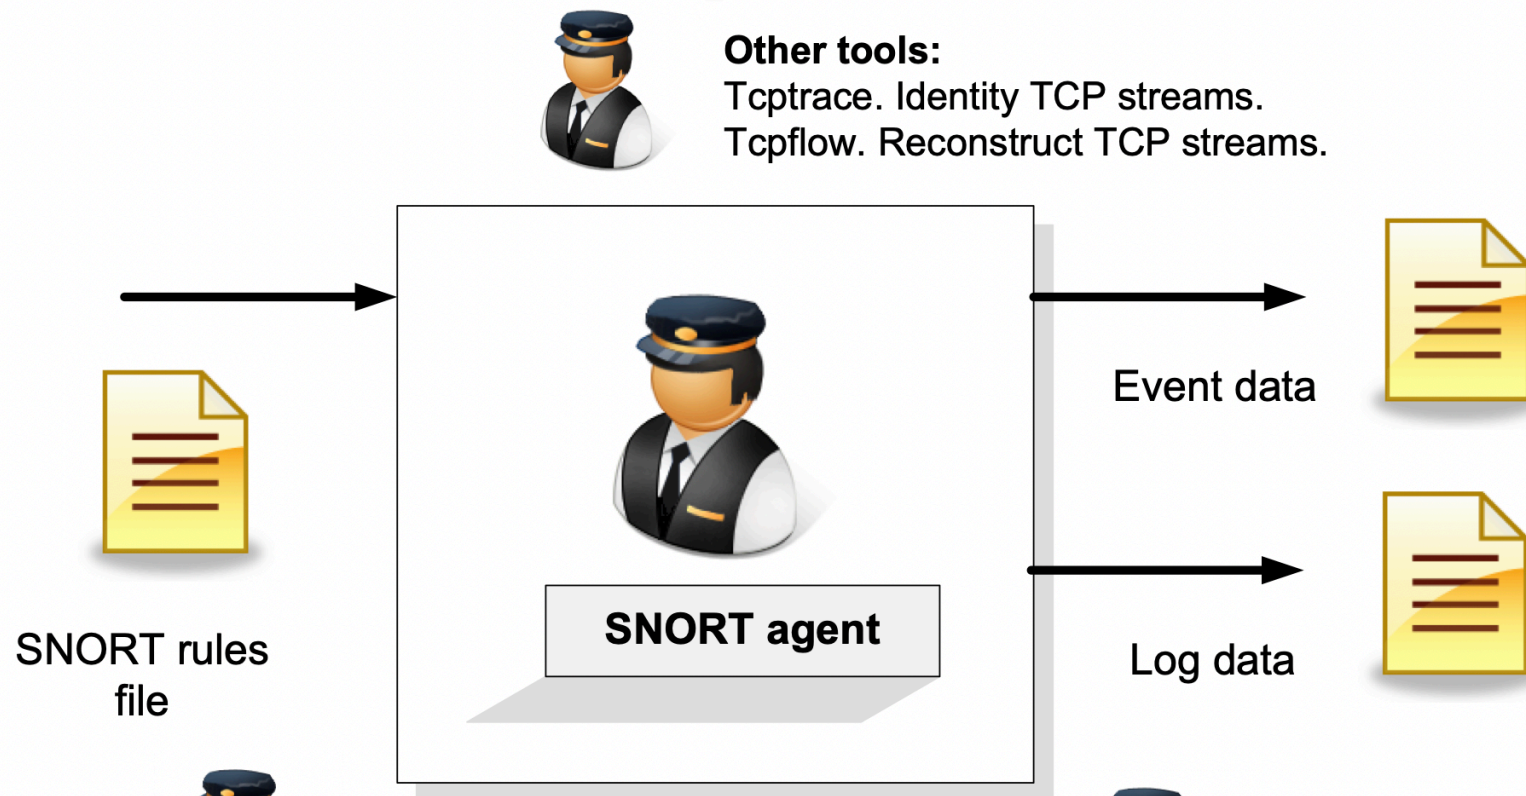 Other tools:
Tcptrace. Identity TCP streams.
Tcpflow. Reconstruct TCP streams.
Event data
SNORT agent
SNORT rules
file
Log data